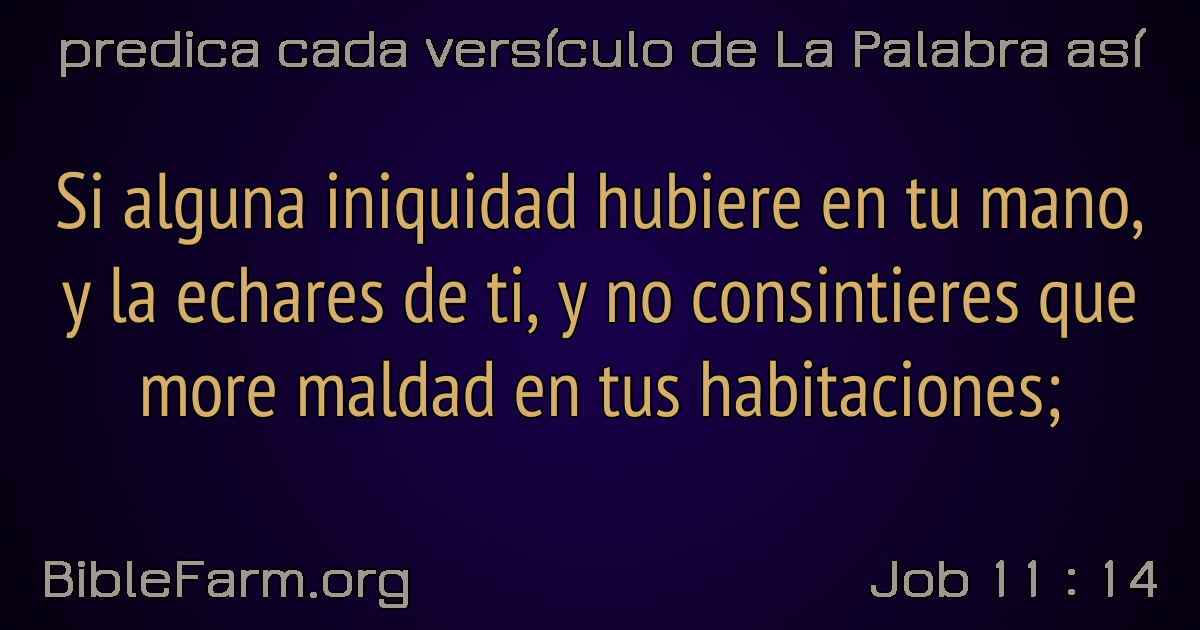 predica cada versículo de La Palabra así
Si alguna iniquidad hubiere en tu mano,
y la echares de ti, y no consintieres que
more maldad en tus habitaciones;
BibleFarm.org
Job 11 : 14